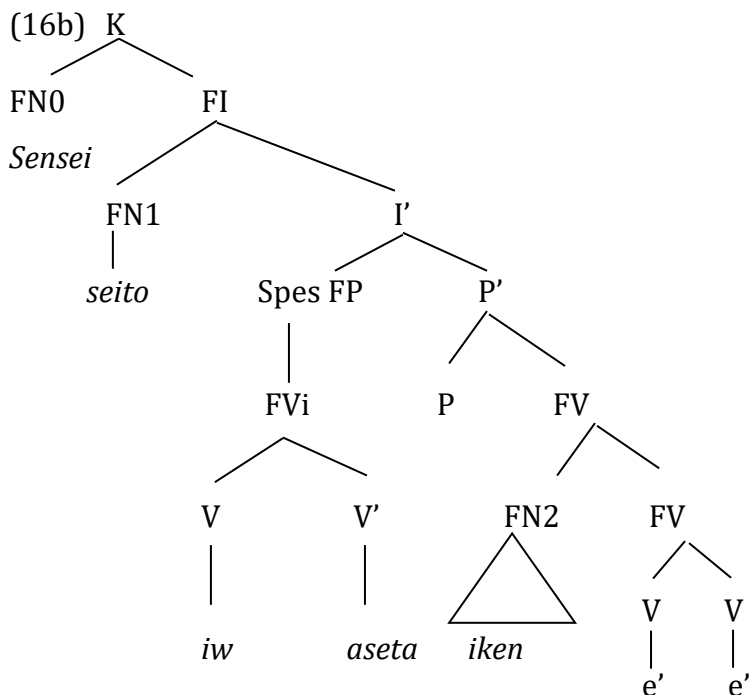 (16b) K
FN0 FI
Sensei
FN1 I’
seito Spes FP P’
FVi P FV
V V’ FN2 FV
V V
iw aseta iken
e’ e’